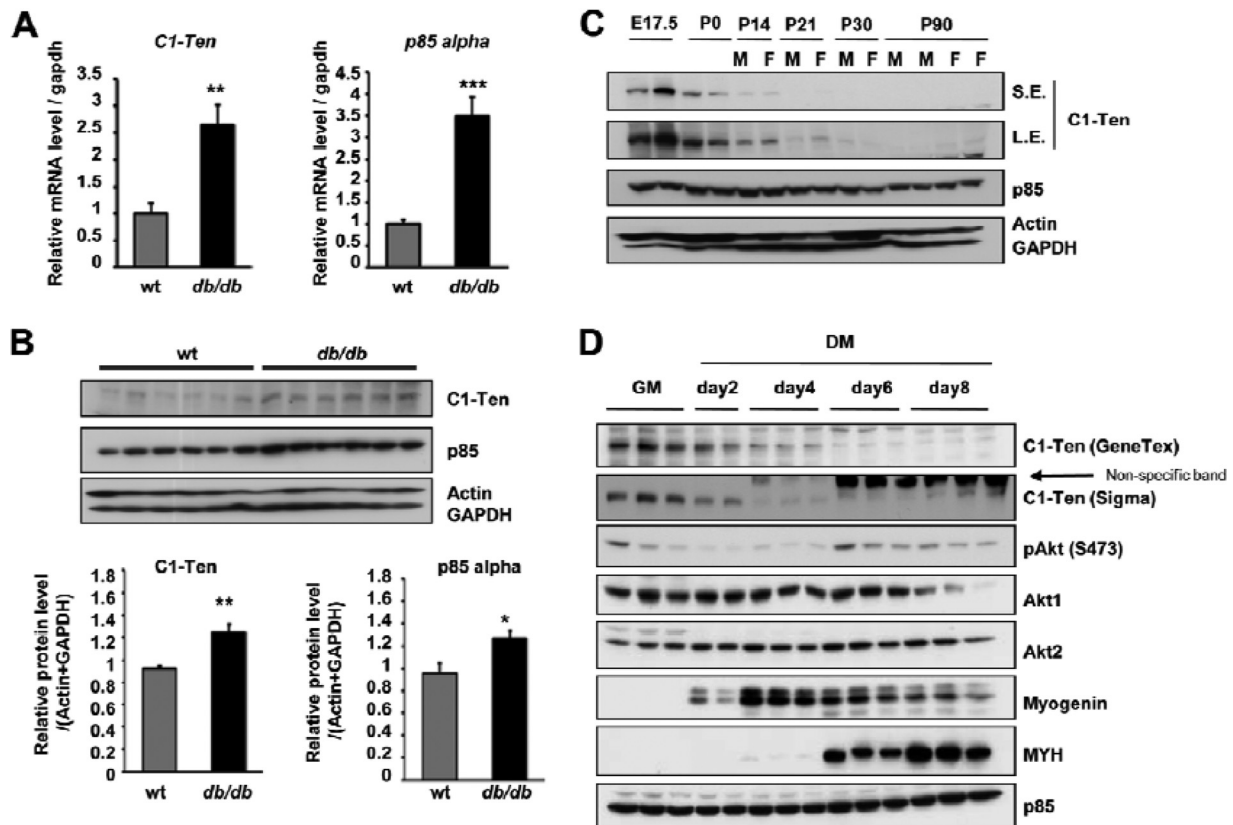 A
C1-Ten
Relative mRNA level / gapdh
3.5
3
2.5
2
1.5
1
0.5
0
**
wt
db/db
p85 alpha
Relative mRNA level / gapdh
4.5
4
3.5
3
2.5
2
1.5
1
0.5
0
***
wt
db/db
B
wt
db/db
C1-Ten
p85
Actin
GAPDH
C1-Ten
Relative protein level
/(Actin+GAPDH)
1.8
1.6
1.4
1.2
1
0.8
0.6
0.4
0.2
0
**
wt
db/db
p85 alpha
Relative protein level
/(Actin+GAPDH)
1.8
1.6
1.4
1.2
1
0.8
0.6
0.4
0.2
0
*
wt
db/db
C
E17.5 P0 P14 P21 P30 P90
M F M F M F M M F F
S.E.
L.E.
C1-Ten
p85
Actin
GAPDH
D
DM
GM day2 day4 day6 day8
C1-Ten (GeneTex)
Non-specific band
C1-Ten (Sigma)
pAkt (S473)
Akt1
Akt2
Myogenin
MYH
p85